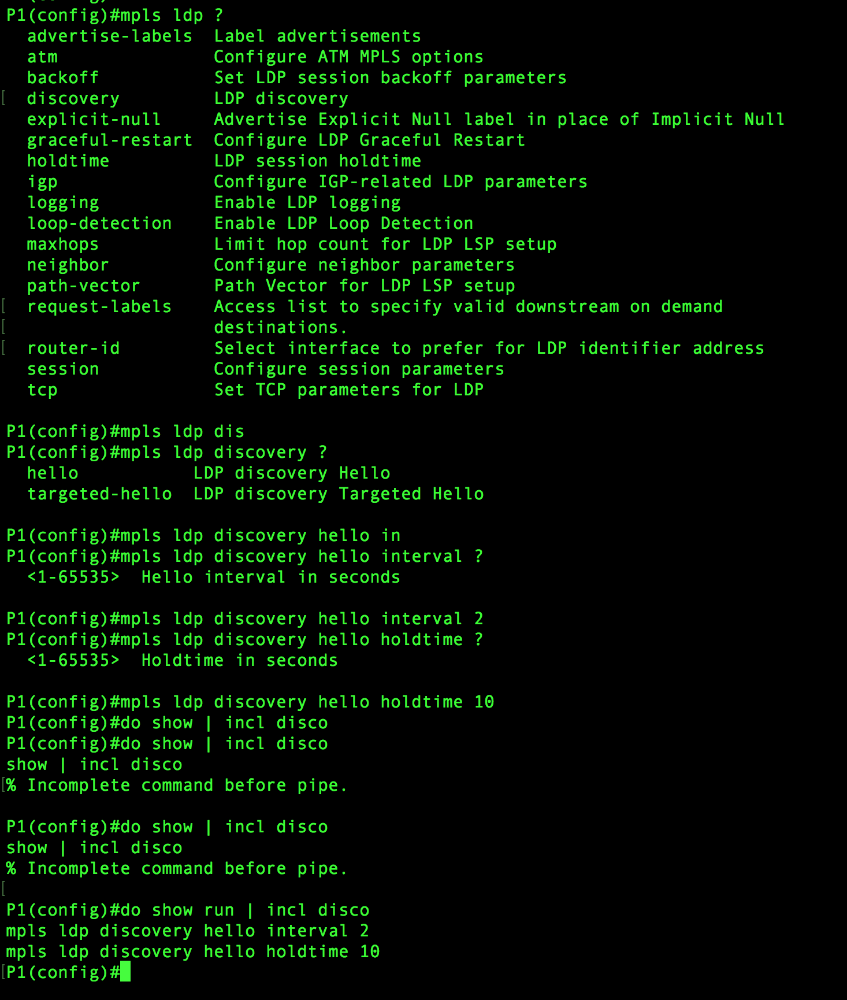 P1(config)#mpls ldp ?
  advertise-labels  Label advertisements
  atm               Configure ATM MPLS options
  backoff           Set LDP session backoff parameters
[ discovery         LDP discovery
  explicit-null     Advertise Explicit Null label in place of Implicit Null
  graceful-restart  Configure LDP Graceful Restart
  holdtime          LDP session holdtime
  igp               Configure IGP-related LDP parameters
  logging           Enable LDP logging
  loop-detection    Enable LDP Loop Detection
  maxhops           Limit hop count for LDP LSP setup
  neighbor          Configure neighbor parameters
  path-vector       Path Vector for LDP LSP setup
[ request-labels    Access list to specify valid downstream on demand
[                   destinations.
[ router-id         Select interface to prefer for LDP identifier address
  session           Configure session parameters
  tcp               Set TCP parameters for LDP

P1(config)#mpls ldp dis
P1(config)#mpls ldp discovery ?
  hello           LDP discovery Hello
  targeted-hello  LDP discovery Targeted Hello

P1(config)#mpls ldp discovery hello in
P1(config)#mpls ldp discovery hello interval ?
  <1-65535>  Hello interval in seconds

P1(config)#mpls ldp discovery hello interval 2
P1(config)#mpls ldp discovery hello holdtime ?
  <1-65535>  Holdtime in seconds

P1(config)#mpls ldp discovery hello holdtime 10
P1(config)#do show | incl disco
P1(config)#do show | incl disco
show | incl disco
[% Incomplete command before pipe.

P1(config)#do show | incl disco
show | incl disco
% Incomplete command before pipe.
[
P1(config)#do show run | incl disco
mpls ldp discovery hello interval 2
mpls ldp discovery hello holdtime 10
[P1(config)#